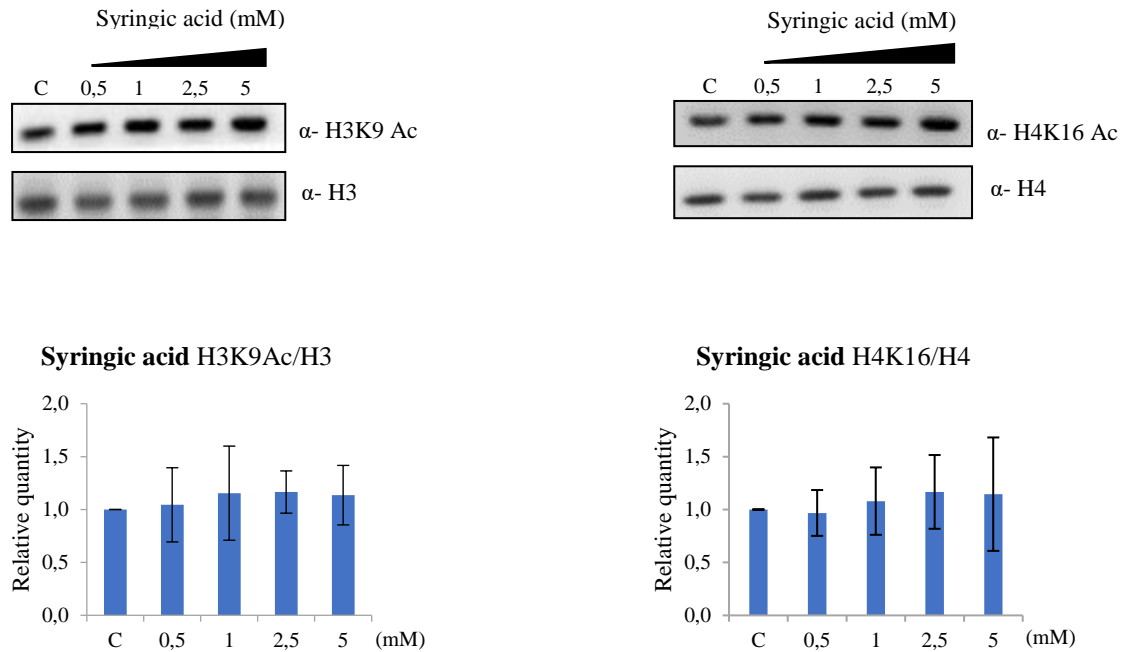 Syringic acid (mM)
C 0,5 1 2,5 5
α- H3K9 Ac
α- H3
Syringic acid (mM)
C 0,5 1 2,5 5
α- H4K16 Ac
α- H4
Syringic acid H3K9Ac/H3
Relative quantity
2,0
1,5
1,0
0,5
0,0
C 0,5 1 2,5 5 (mM)
Syringic acid H4K16/H4
Relative quantity
2,0
1,5
1,0
0,5
0,0
C 0,5 1 2,5 5 (mM)